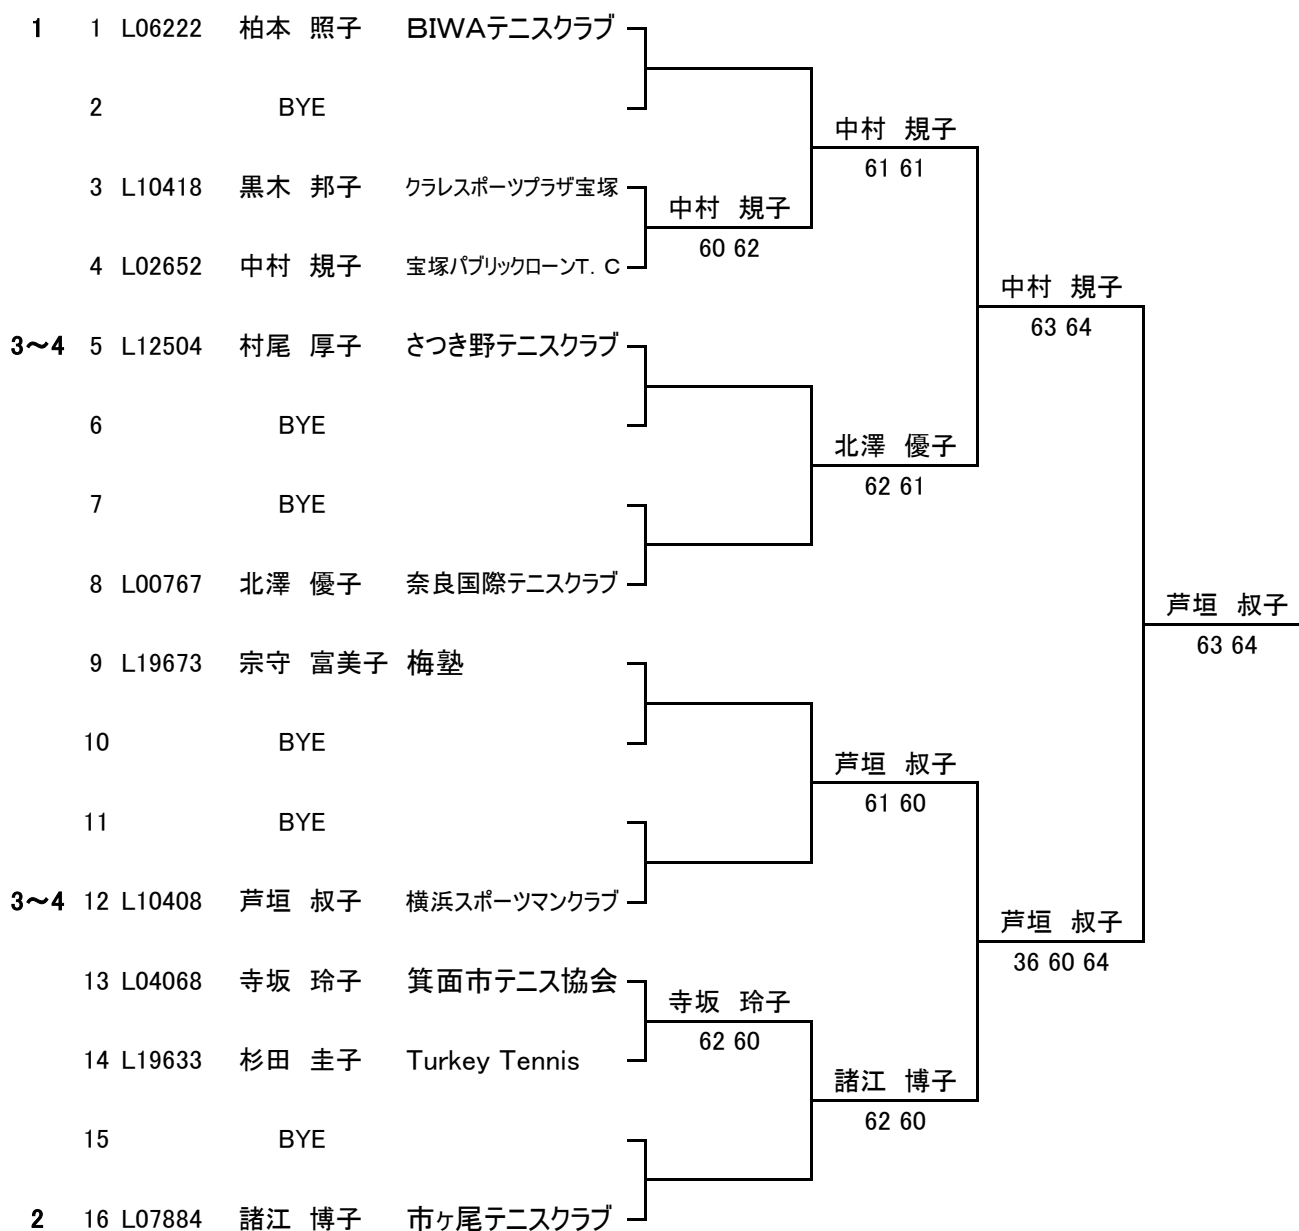 1 1 L06222 柏本 照子 BIWAテニスクラブ
2 BYE
中村 規子
61 61
3 L10418 黒木 邦子 クラレスポーツプラザ宝塚
中村 規子
60 62
4 L02652 中村 規子 宝塚パブリックローンT. C
中村 規子
63 64
3~4 5 L12504 村尾 厚子 さつき野テニスクラブ
6 BYE
北澤 優子
62 61
7 BYE
8 L00767 北澤 優子 奈良国際テニスクラブ
芦垣 叔子
63 64
9 L19673 宗守 富美子 梅塾
10 BYE
芦垣 叔子
61 60
11 BYE
3~4 12 L10408 芦垣 叔子 横浜スポーツマンクラブ
芦垣 叔子
36 60 64
13 L04068 寺坂 玲子 箕面市テニス協会
寺坂 玲子
62 60
14 L19633 杉田 圭子 Turkey Tennis
諸江 博子
62 60
15 BYE
2 16 L07884 諸江 博子 市ヶ尾テニスクラブ